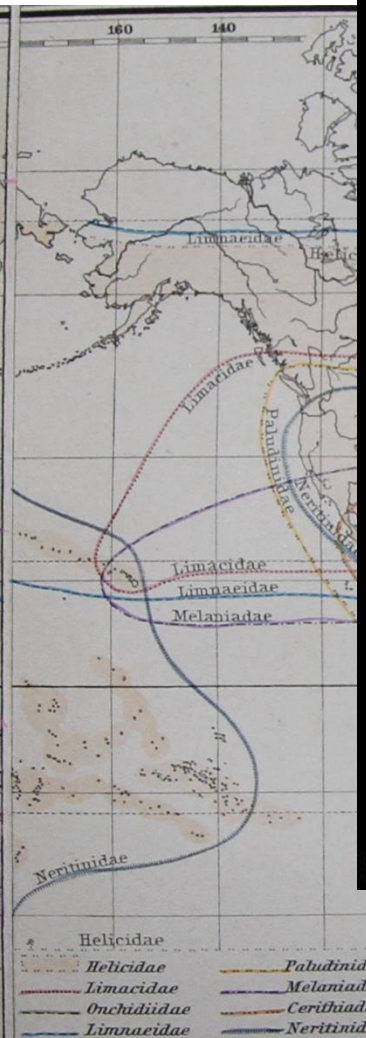 160 140
Limnaeidae
Helic
Limacidae
Paludinidae
Neritinidae
Limacidae
Limnaeidae
Melaniadae
Neritinidae
Helicidae
Helicidae Paludinid
Limacidae Melaniad
Onchidiidae Cerithiad
Limnaeidae Neritinid